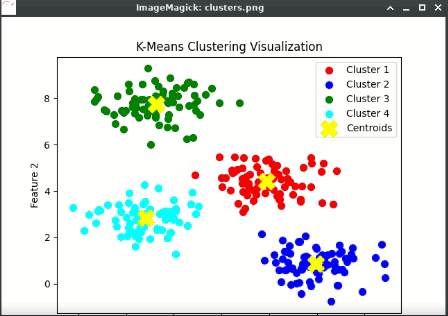 ImageMagick: clusters.png
K-Means Clustering Visualization
Cluster 1
Cluster 2
Cluster 3
Cluster 4
Centroids
Feature 2
8
6
4
2
0